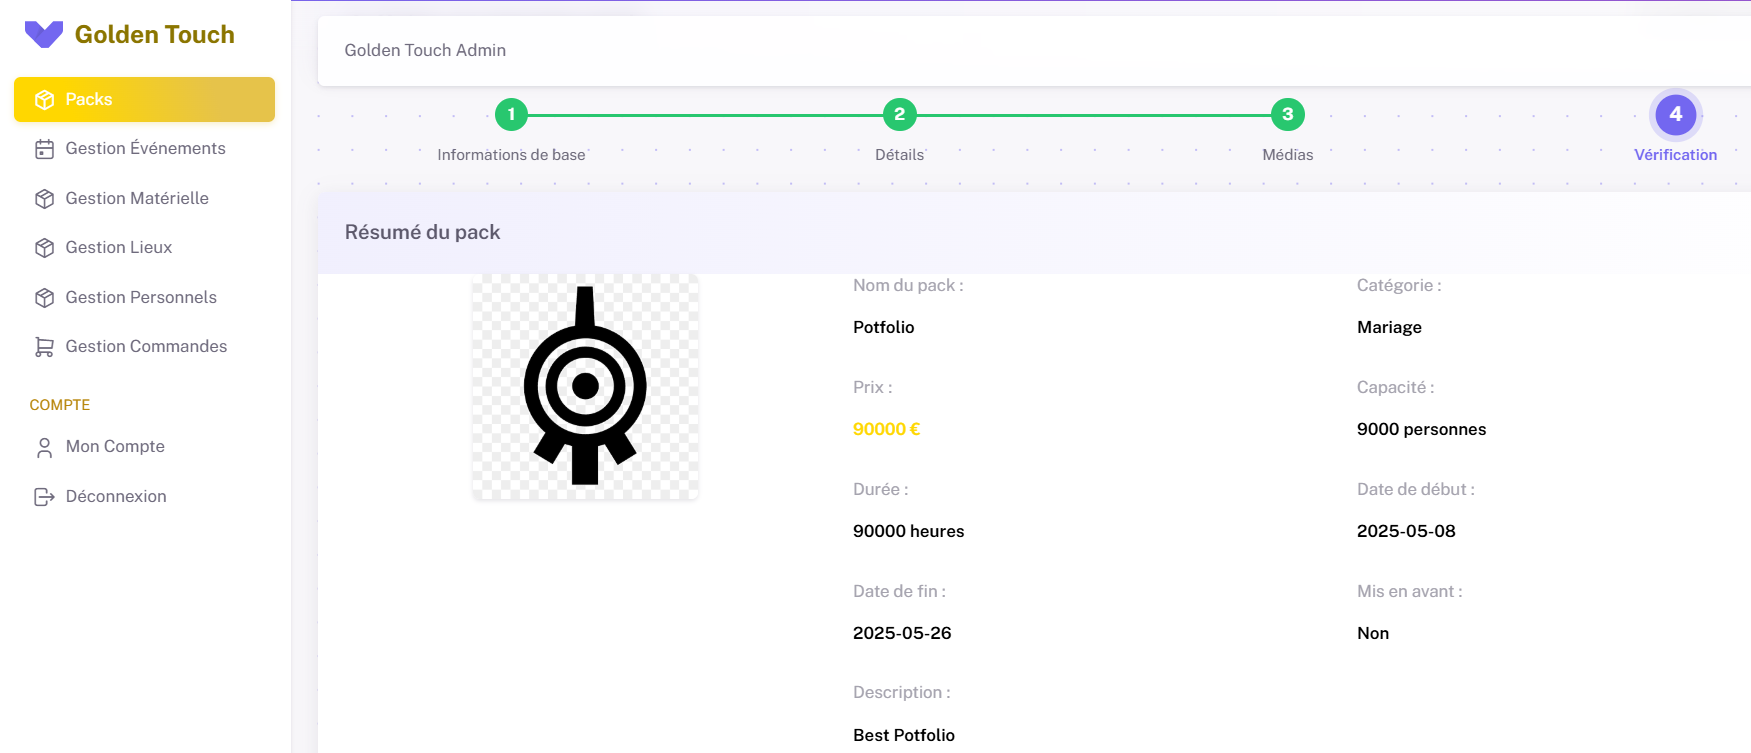 Golden Touch
Packs
Gestion Événements
Gestion Matérielle
Gestion Lieux
Gestion Personnels
Gestion Commandes
COMPTE
Mon Compte
Déconnexion
Golden Touch Admin
1
2
3
4
Informations de base
Détails
Médias
Vérification
Résumé du pack
Nom du pack :
Potfolio
Catégorie :
Mariage
Prix :
90000 €
Capacité :
9000 personnes
Durée :
90000 heures
Date de début :
2025-05-08
Date de fin :
2025-05-26
Mis en avant :
Non
Description :
Best Potfolio